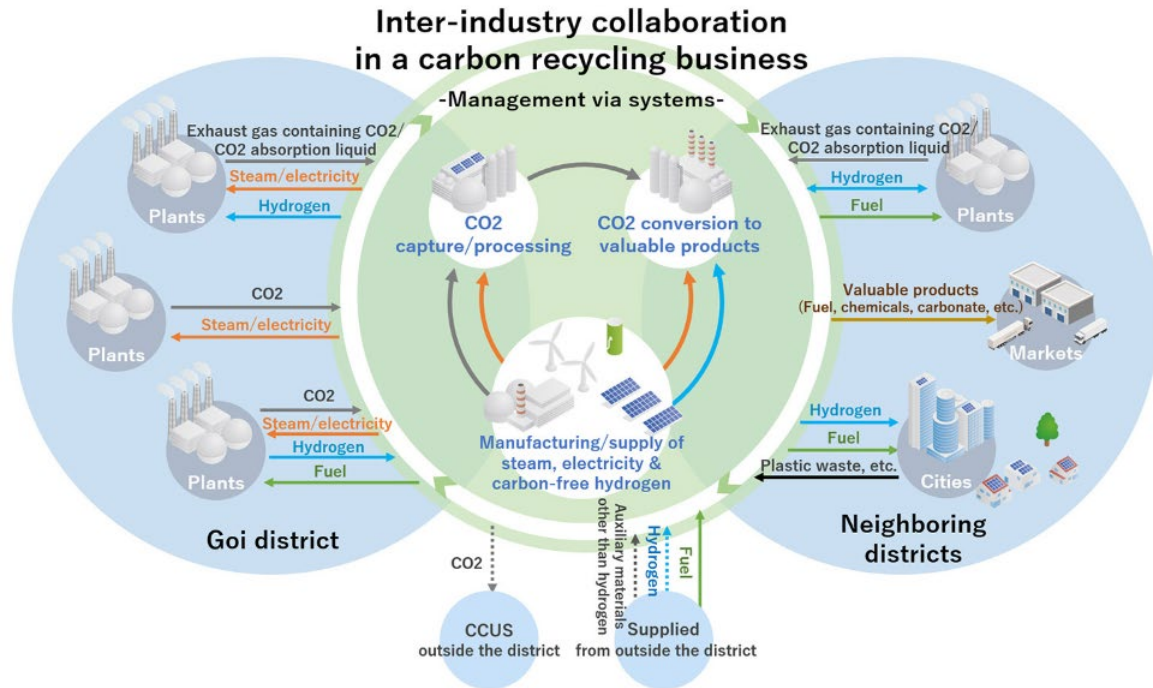 Inter-industry collaboration
in a carbon recycling business
-Management via systems-
Exhaust gas containing CO2/
CO2 absorption liquid
Steam/electricity
Hydrogen
Plants
CO2
Steam/electricity
Plants
CO2
Steam/electricity
Hydrogen
Fuel
Plants
Goi district
CO2
capture/processing
CO2 conversion to
valuable products
Manufacturing/supply of
steam, electricity &
carbon-free hydrogen
Exhaust gas containing CO2/
CO2 absorption liquid
Hydrogen
Fuel
Plants
Valuable products
(Fuel, chemicals, carbonate, etc.)
Markets
Hydrogen
Fuel
Plastic waste, etc.
Cities
Neighboring
districts
CO2
CCUS
outside the district
Auxiliary materials
other than hydrogen
Hydrogen
Fuel
Supplied
from outside the district